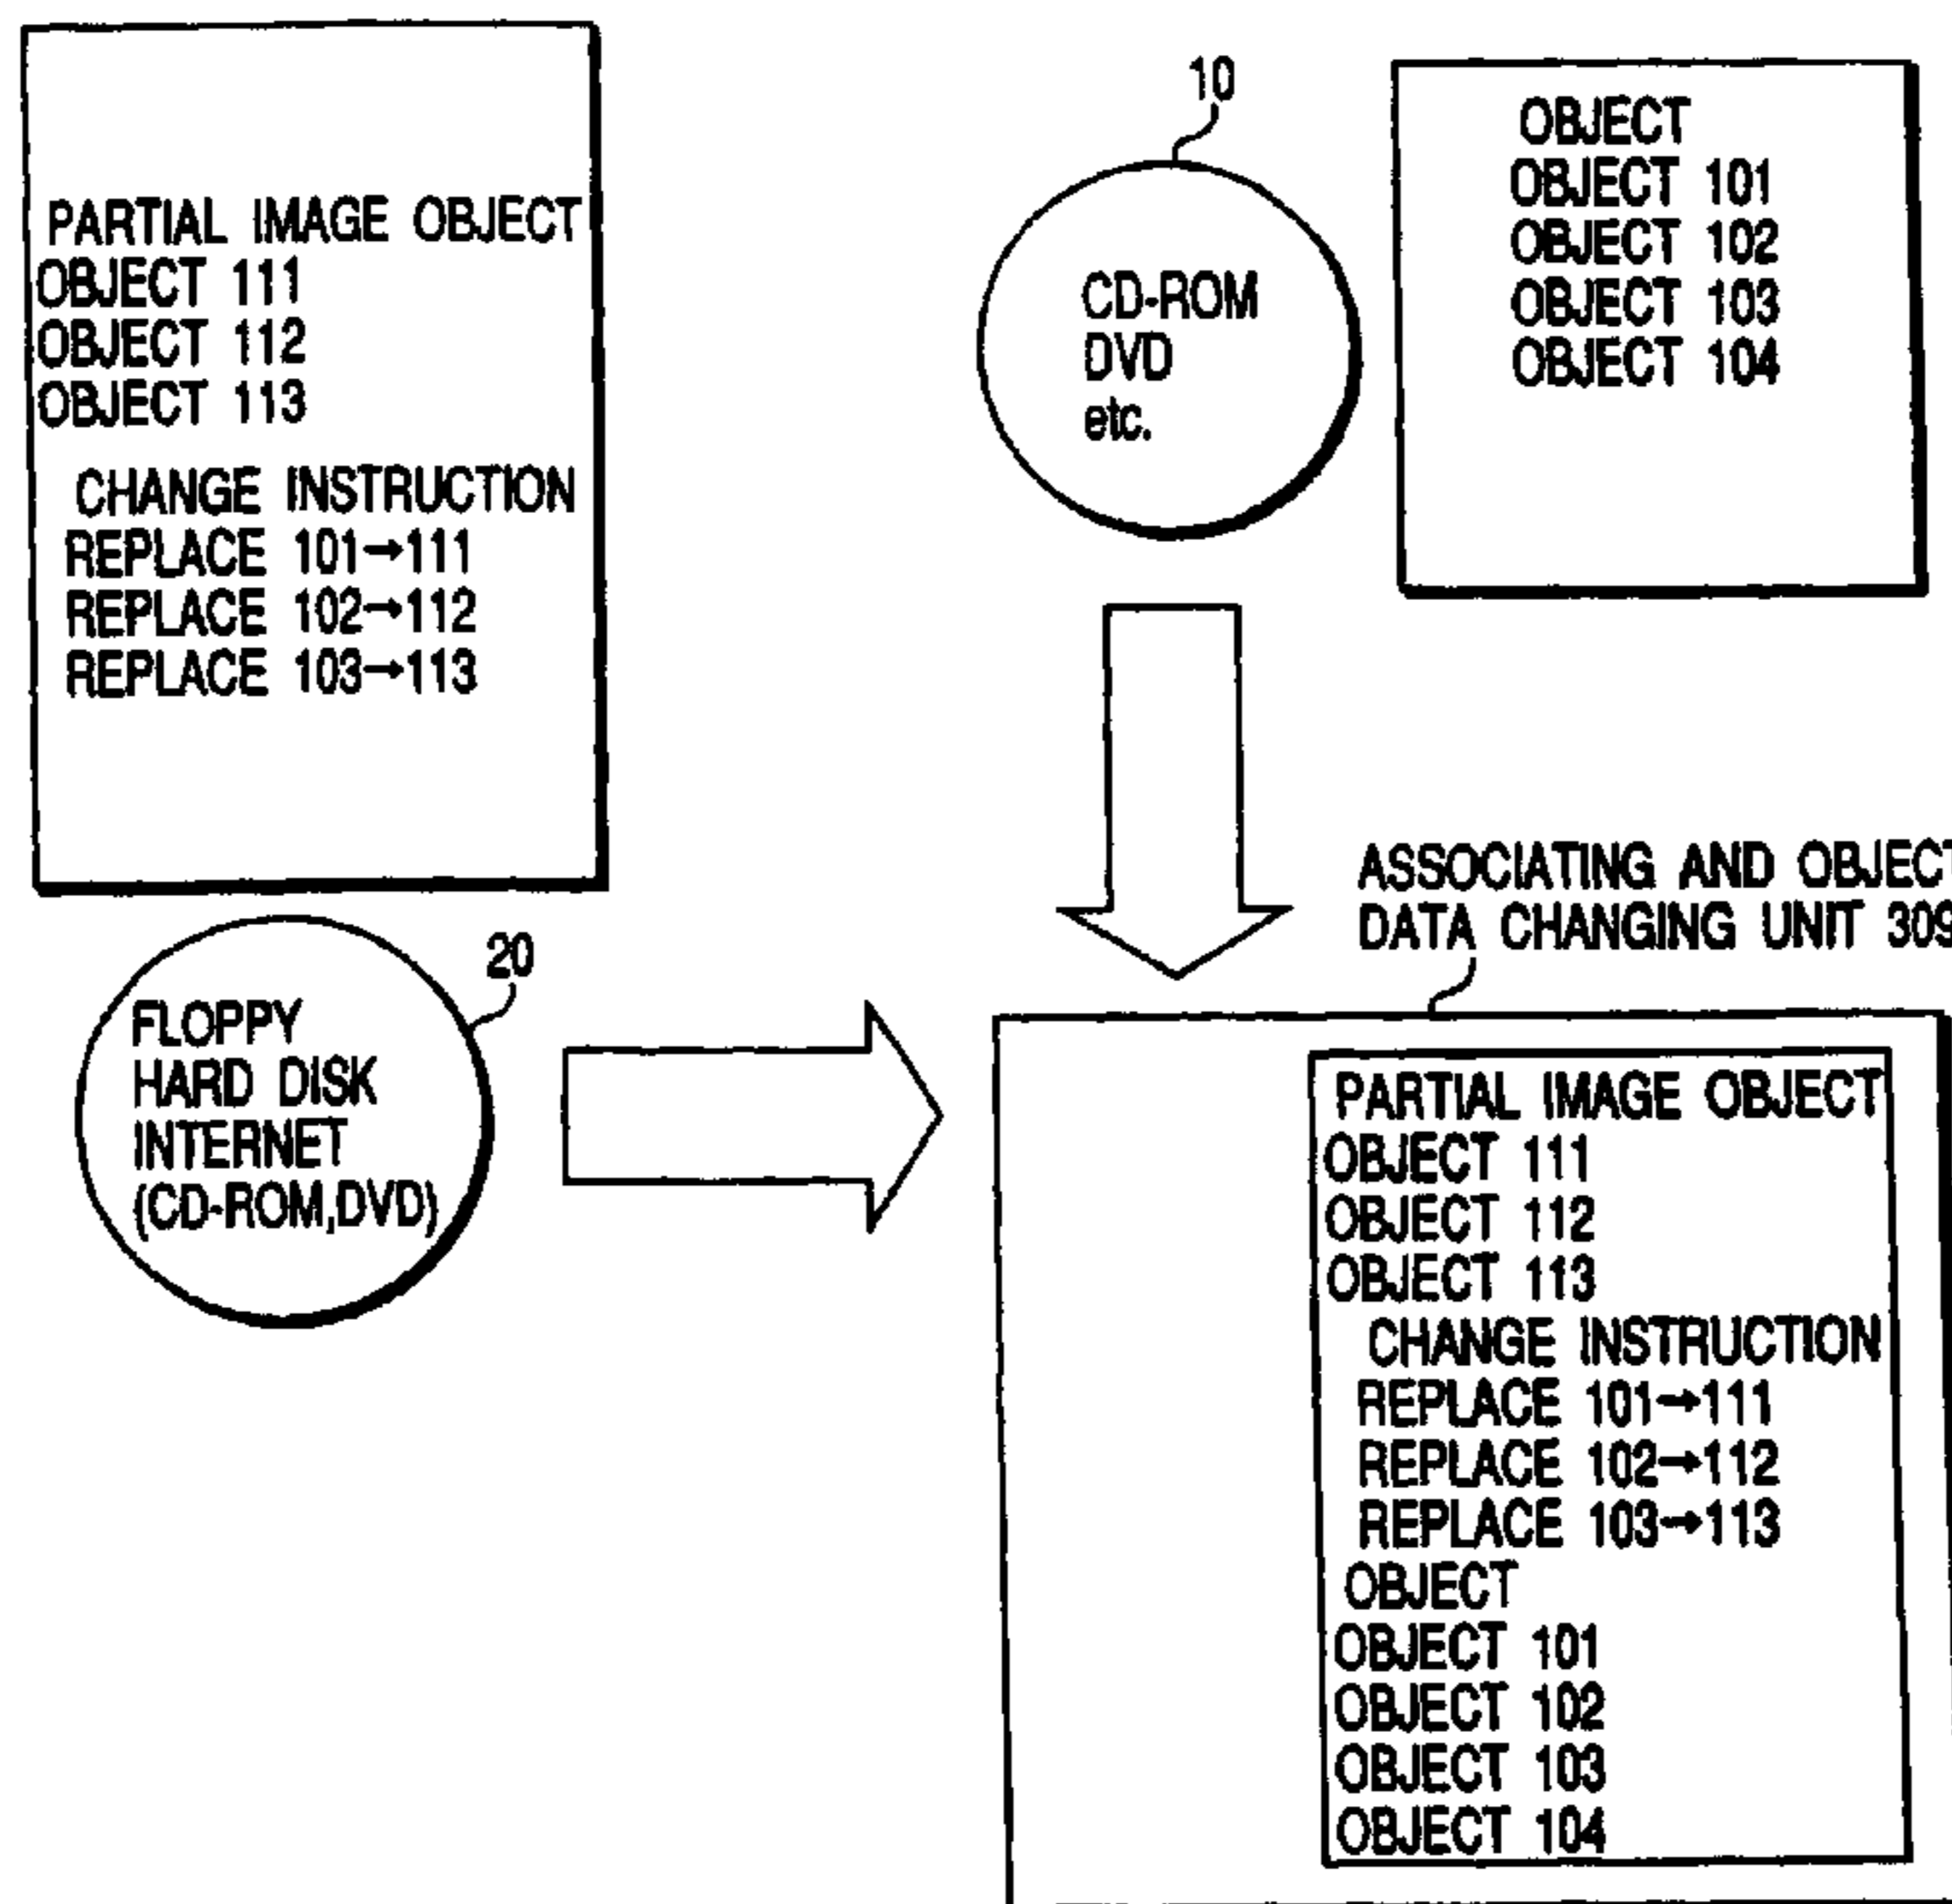 PARTIAL IMAGE OBJECT
OBJECT 111
OBJECT 112
OBJECT 113
CHANGE INSTRUCTION
REPLACE 101→111
REPLACE 102→112
REPLACE 103→113
10
CD-ROM
DVD
etc.
OBJECT
OBJECT 101
OBJECT 102
OBJECT 103
OBJECT 104
20
FLOPPY
HARD DISK
INTERNET
(CD-ROM,DVD)
ASSOCIATING AND OBJECT
DATA CHANGING UNIT 309
PARTIAL IMAGE OBJECT
OBJECT 111
OBJECT 112
OBJECT 113
CHANGE INSTRUCTION
REPLACE 101→111
REPLACE 102→112
REPLACE 103→113
OBJECT
OBJECT 101
OBJECT 102
OBJECT 103
OBJECT 104